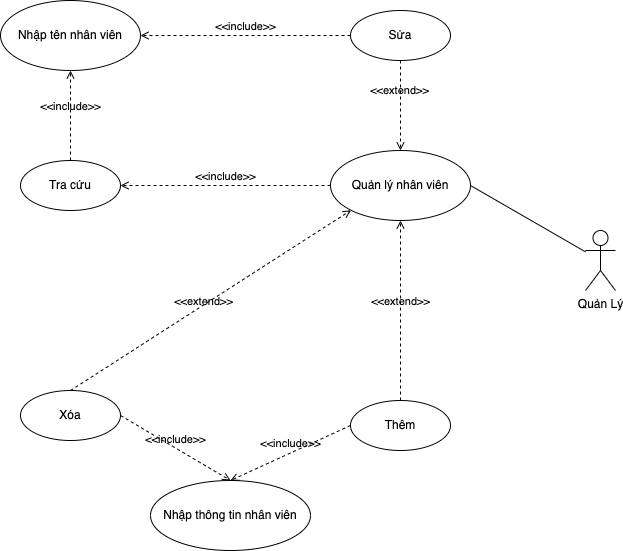 Nhập tên nhân viên
<<include>>
Sửa
<<include>>
<<extend>>
Tra cứu
<<include>>
Quản lý nhân viên
<<extend>>
<<extend>>
Quản Lý
Xóa
Thêm
<<include>>
<<include>>
Nhập thông tin nhân viên